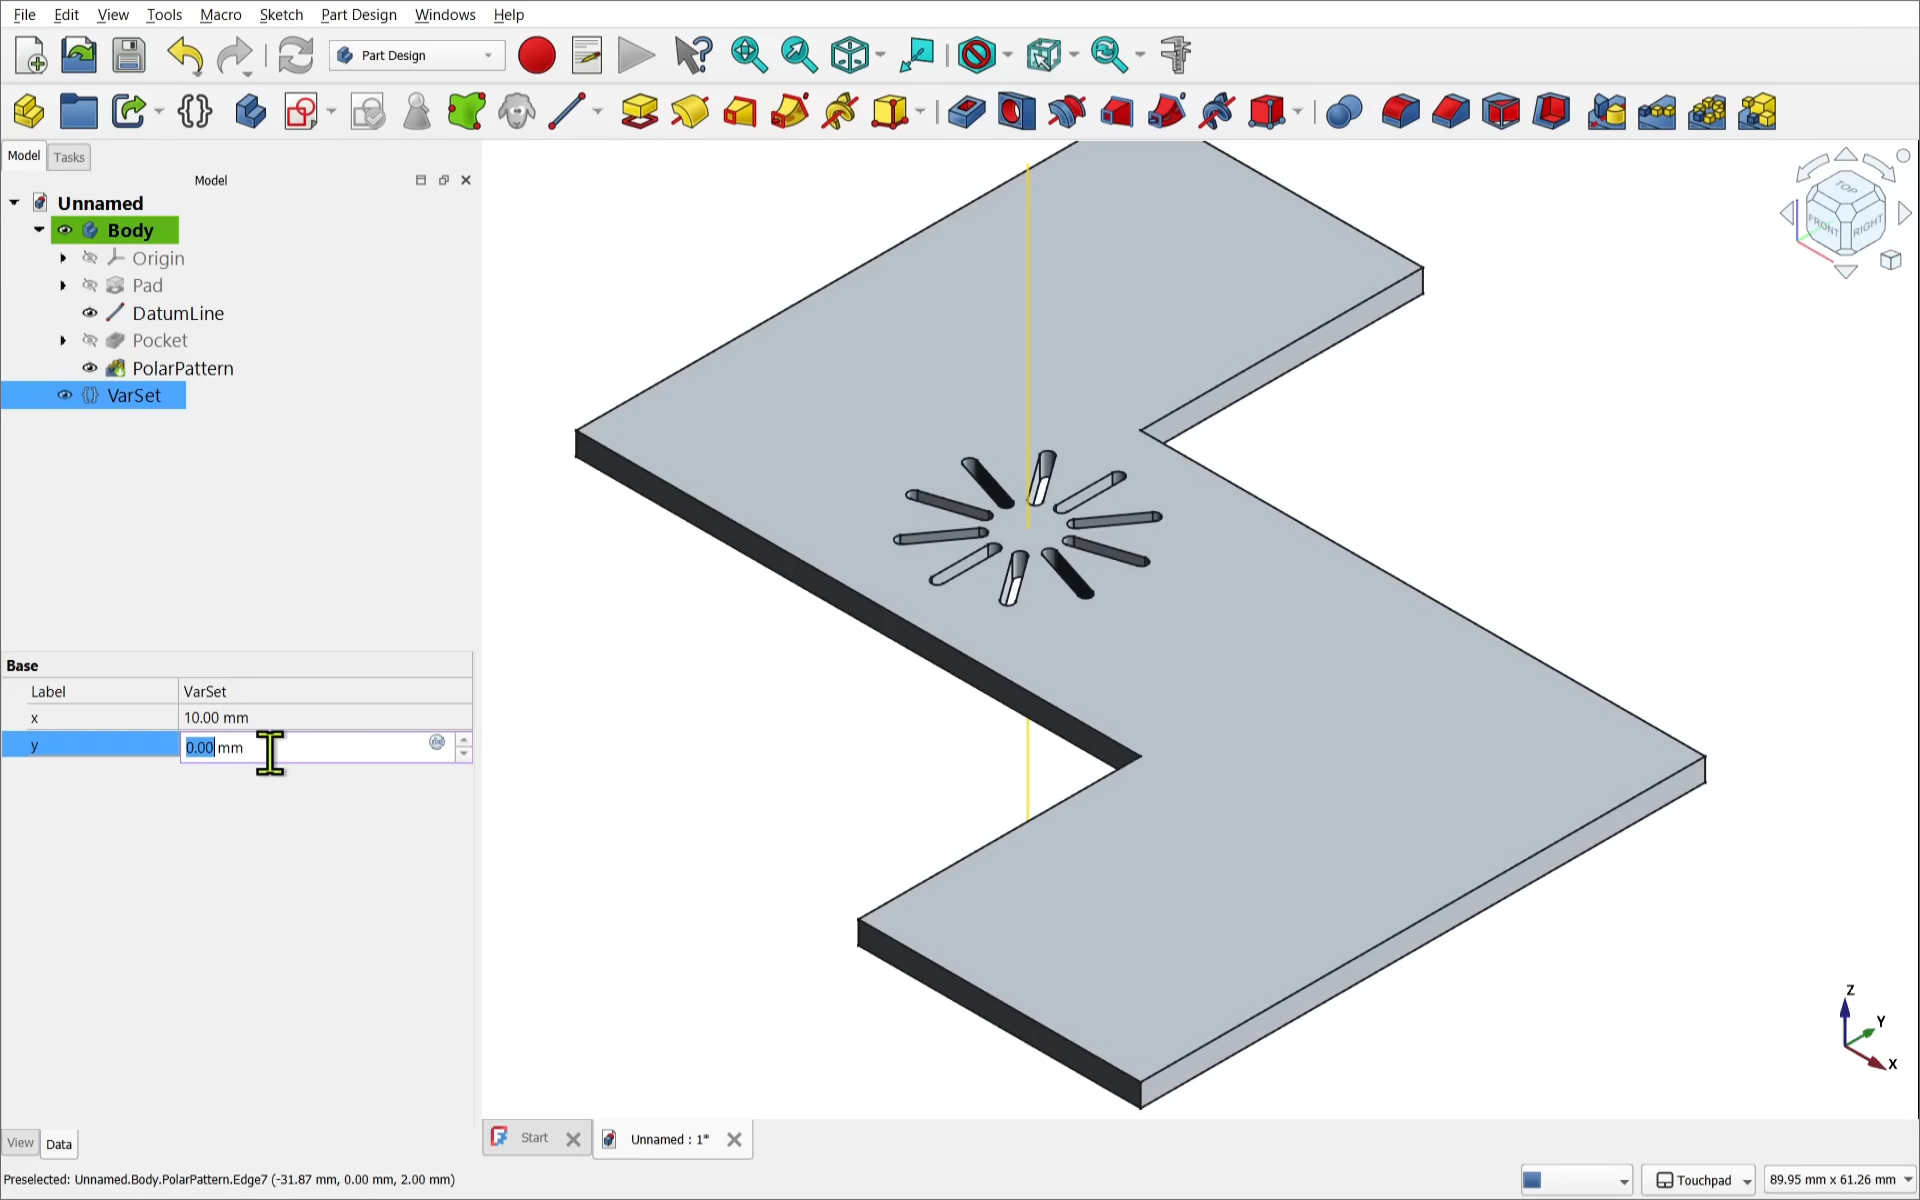 File Edit View Tools Macro Sketch Part Design Windows Help
Part Design
Model Tasks
Model
Unnamed
Body
Origin
Pad
DatumLine
Pocket
PolarPattern
VarSet
TOP
FRONT RIGHT
Base
Label VarSet
x 10.00 mm
y 0.00 mm
Z
Y
X
View Data
Start Unnamed : 1*
Preselected: Unnamed.Body.PolarPattern.Edge7 (-31.87 mm, 0.00 mm, 2.00 mm)
Touchpad 89.95 mm x 61.26 mm